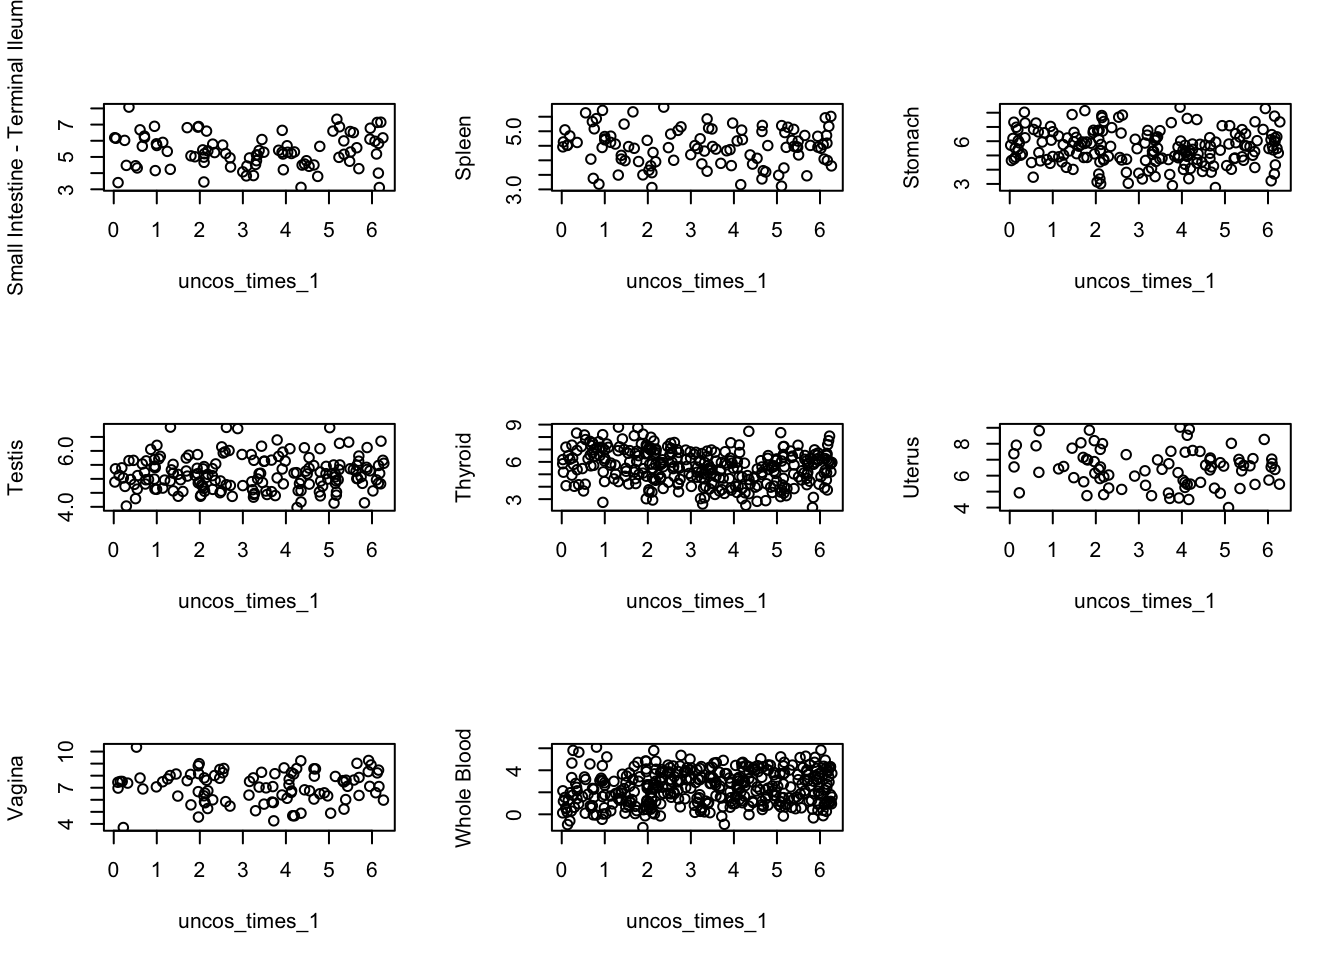 Small Intestine - Terminal Ileum
3 5 7
0 1 2 3 4 5 6
uncos_times_1
Spleen
3.0 5.0
0 1 2 3 4 5 6
uncos_times_1
Stomach
3 6
0 1 2 3 4 5 6
uncos_times_1
Testis
4.0 6.0
0 1 2 3 4 5 6
uncos_times_1
Thyroid
3 6 9
0 1 2 3 4 5 6
uncos_times_1
Uterus
4 6 8
0 1 2 3 4 5 6
uncos_times_1
Vagina
4 7 10
0 1 2 3 4 5 6
uncos_times_1
Whole Blood
0 4
0 1 2 3 4 5 6
uncos_times_1